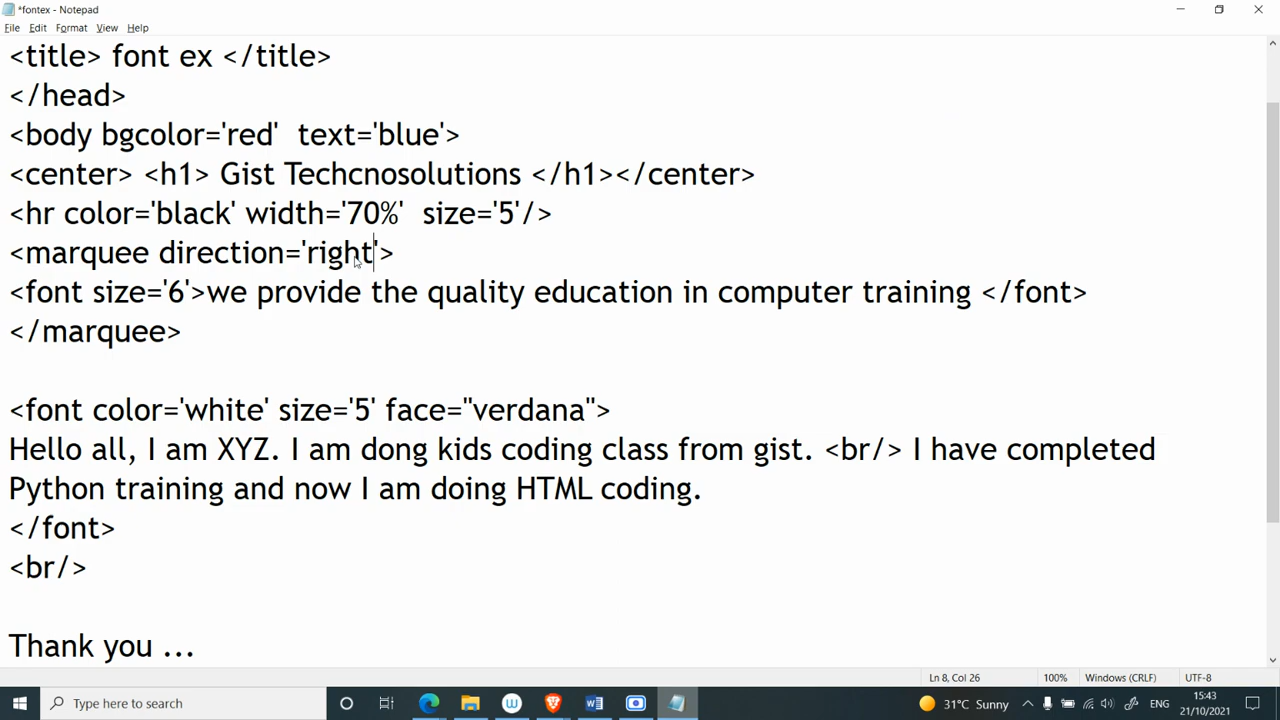 *fontex - Notepad
File Edit Format View Help
<title> font ex </title>
</head>
<body bgcolor='red'  text='blue'>
<center> <h1> Gist Techcnosolutions </h1></center>
<hr color='black' width='70%'  size='5'/>
<marquee direction='right'>
<font size='6'>we provide the quality education in computer training </font>
</marquee>
<font color='white' size='5' face="verdana">
Hello all, I am XYZ. I am dong kids coding class from gist. <br/> I have completed
Python training and now I am doing HTML coding.
</font>
<br/>
Thank you ...
Ln 8, Col 26 100% Windows (CRLF) UTF-8
Type here to search 31°C Sunny ENG 15:43
21/10/2021